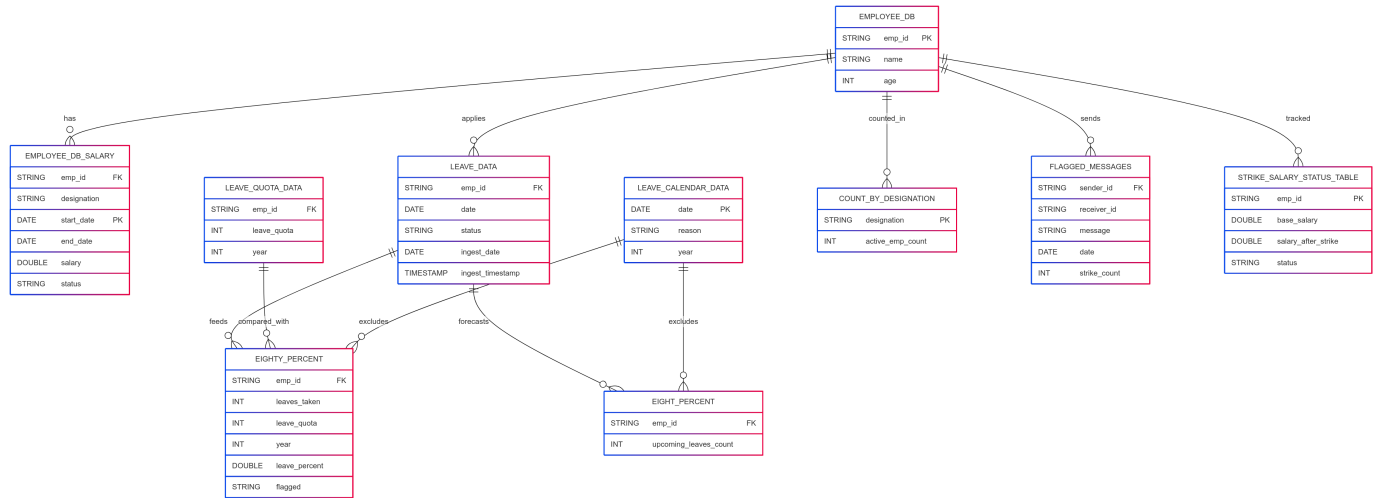 EMPLOYEE_DB
STRING emp_id PK
STRING name
INT age
has
applies
counted_in
sends
tracked
EMPLOYEE_DB_SALARY
STRING emp_id FK
STRING designation
DATE start_date PK
DATE end_date
DOUBLE salary
STRING status
LEAVE_QUOTA_DATA
STRING emp_id FK
INT leave_quota
INT year
LEAVE_DATA
STRING emp_id FK
DATE date
STRING status
DATE ingest_date
TIMESTAMP ingest_timestamp
LEAVE_CALENDAR_DATA
DATE date PK
STRING reason
INT year
COUNT_BY_DESIGNATION
STRING designation PK
INT active_emp_count
FLAGGED_MESSAGES
STRING sender_id FK
STRING receiver_id
STRING message
DATE date
INT strike_count
STRIKE_SALARY_STATUS_TABLE
STRING emp_id PK
DOUBLE base_salary
DOUBLE salary_after_strike
STRING status
feeds
compared_with
excludes
forecasts
excludes
EIGHTY_PERCENT
STRING emp_id FK
INT leaves_taken
INT leave_quota
INT year
DOUBLE leave_percent
STRING flagged
EIGHT_PERCENT
STRING emp_id FK
INT upcoming_leaves_count